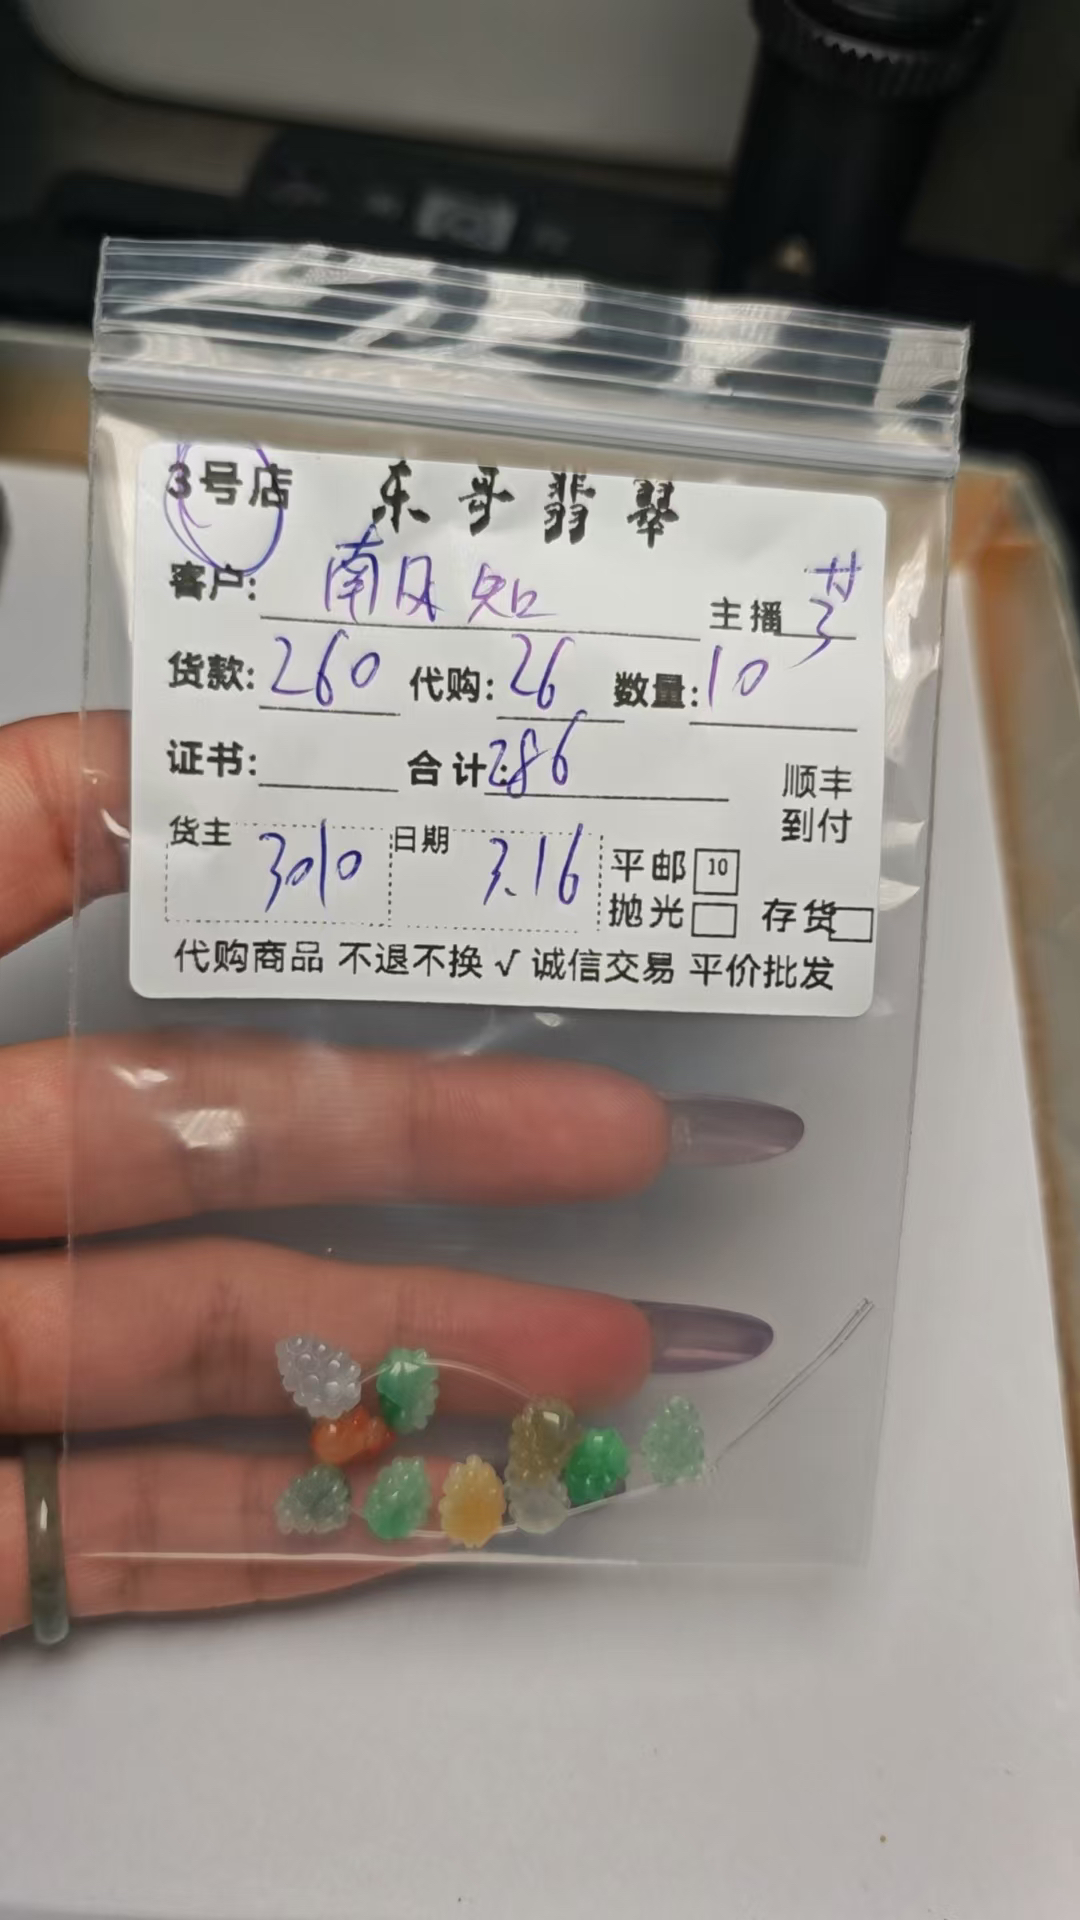 3号店 东哥翡翠
客户: 南风知 主播
货款: 260 代购: 26 数量: 10
证书: 合计: 286 顺丰
到付
货主 3010 日期 3.16 平邮 10
抛光 存货
代购商品 不退不换 √ 诚信交易 平价批发